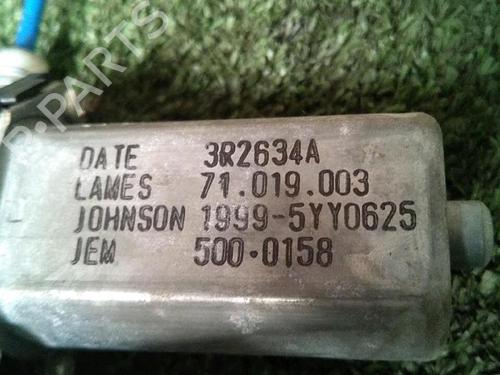 B-PARTS
DATE 3R2634A
LAMES 71.019.003
JOHNSON 1999-5YY0625
JEM 500.0158